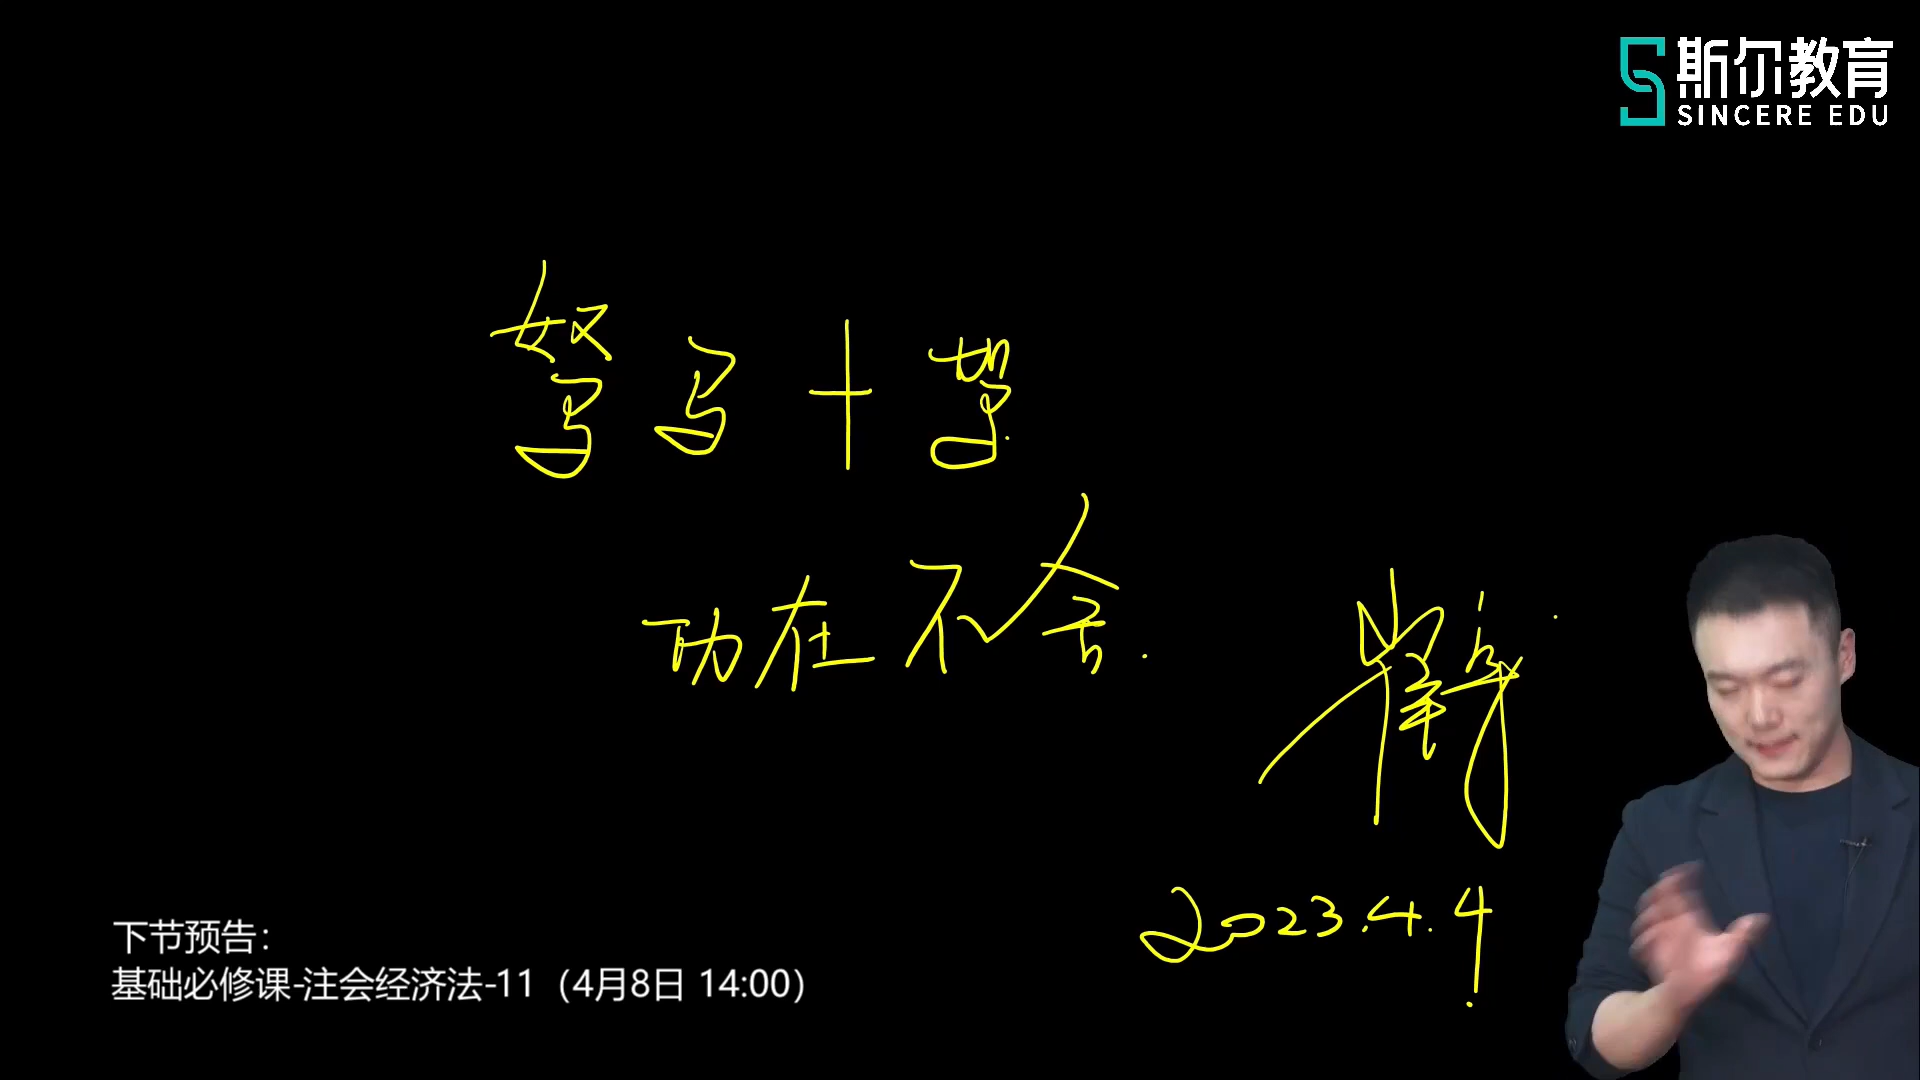 斯尔教育
SINCERE EDU
驽马十驾
功在不舍.
2023.4.4
下节预告：
基础必修课-注会经济法-11（4月8日 14:00）